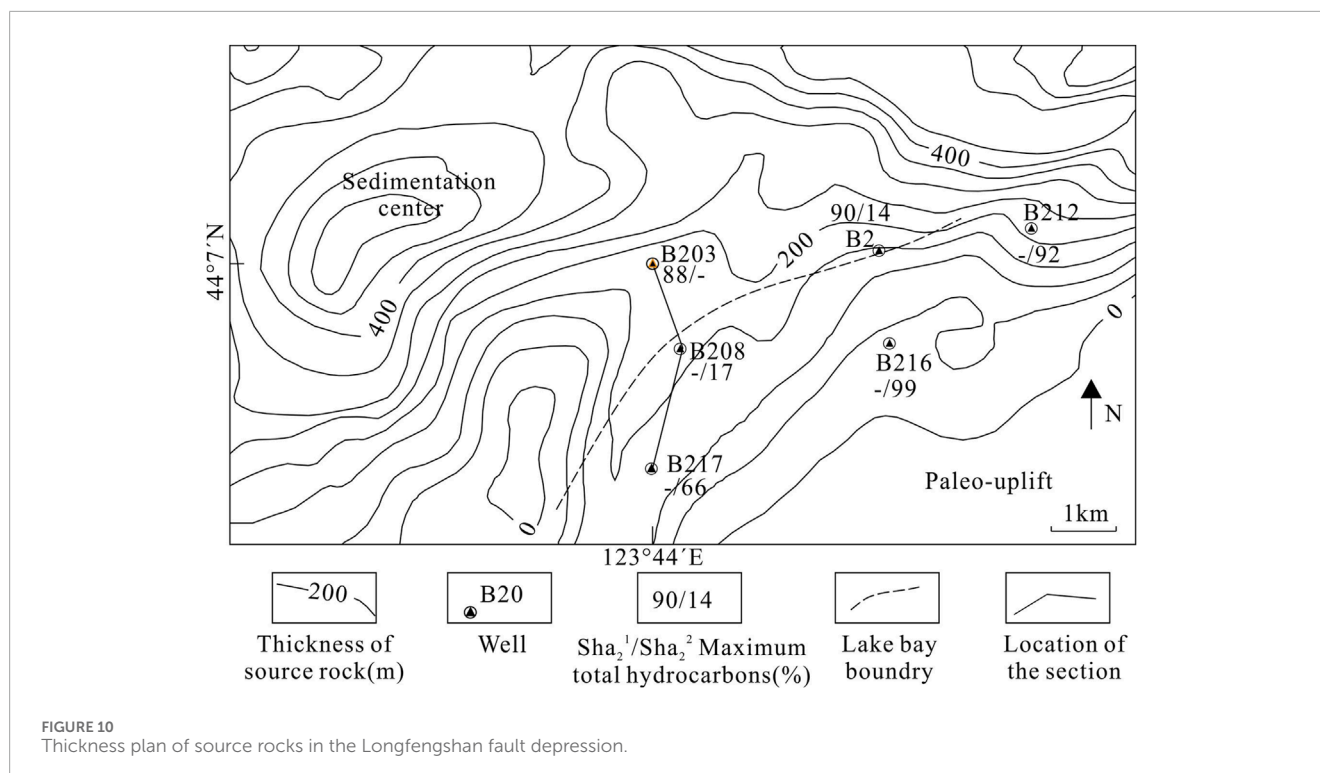 Sedimentation
center
400
90/14
B212
-/92
B2
200
B203
88/-
44°7´N
400
0
B208
-/17
B216
-/99
N
B217
-/66
Paleo-uplift
0
1km
123°44´E
200
B20
90/14
Thickness of
source rock(m)
Well
Sha₂¹/Sha₂² Maximum
total hydrocarbons(%)
Lake bay
boundry
Location of
the section
FIGURE 10
Thickness plan of source rocks in the Longfengshan fault depression.